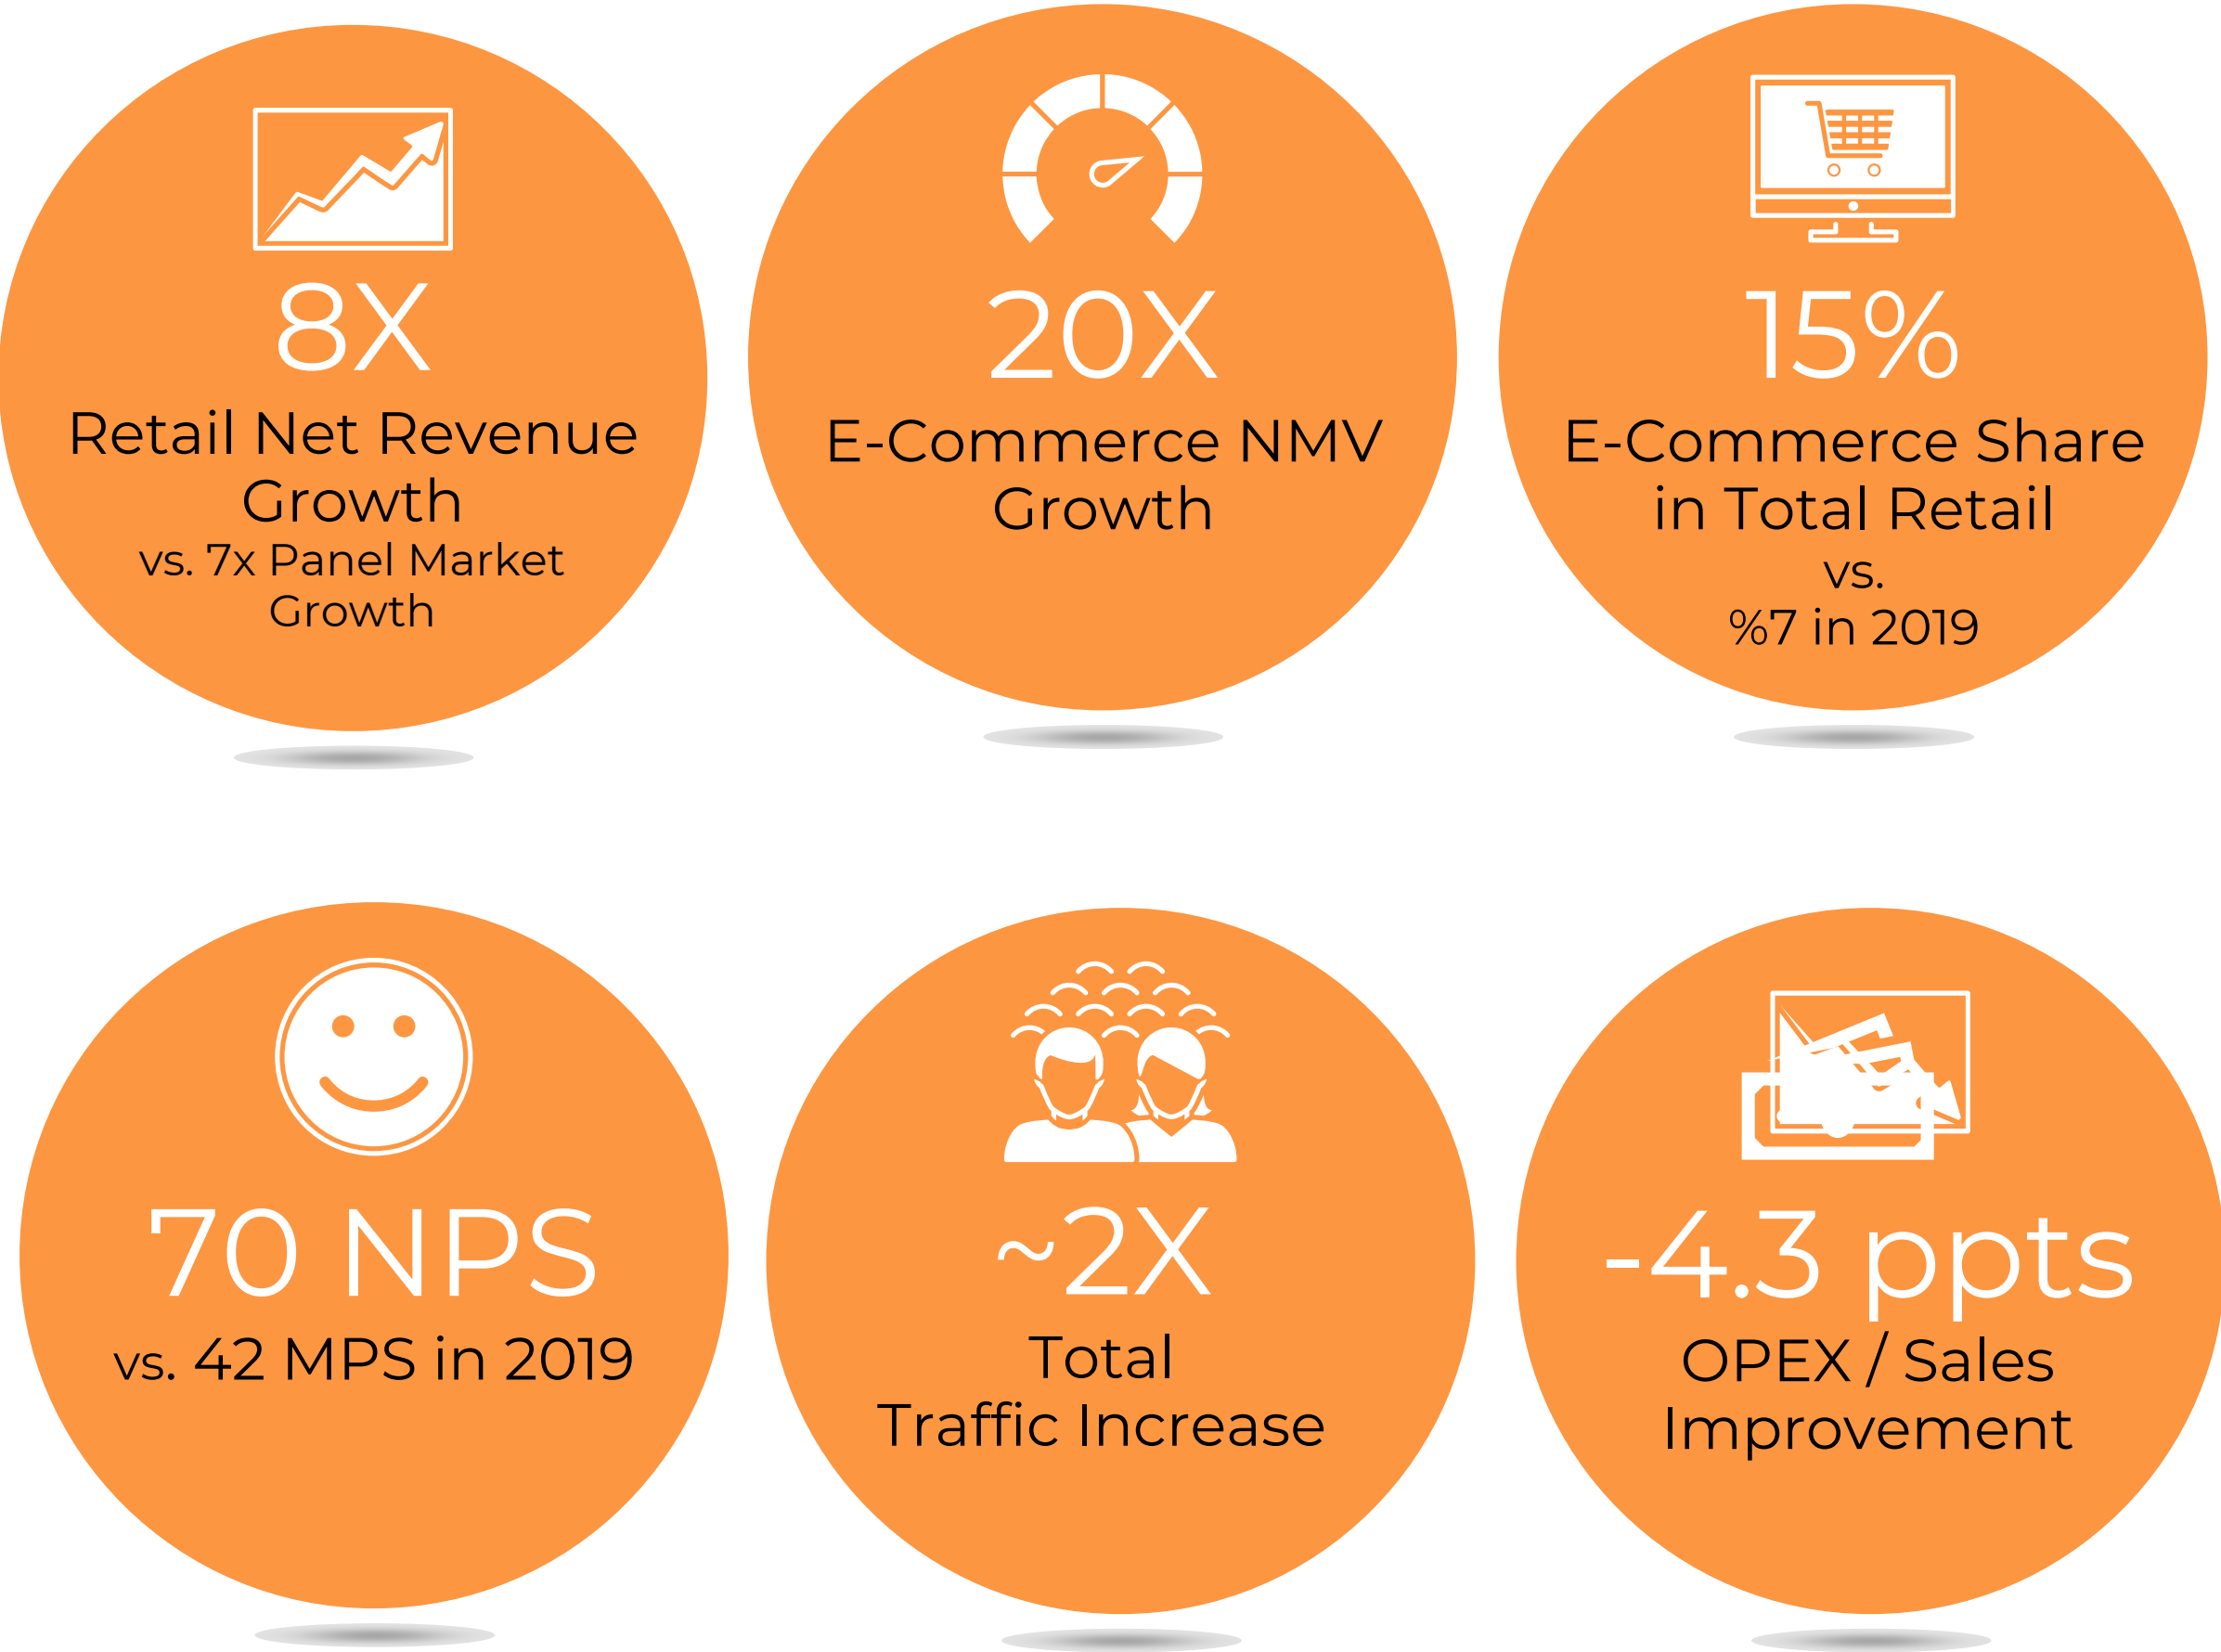 8X
Retail Net Revenue
Growth
vs. 7x Panel Market
Growth
20X
E-Commerce NMV
Growth
15%
E-Commerce Share
in Total Retail
vs.
%7 in 2019
70 NPS
vs. 42 MPS in 2019
~2X
Total
Traffic Increase
-4.3 ppts
OPEX / Sales
Improvement